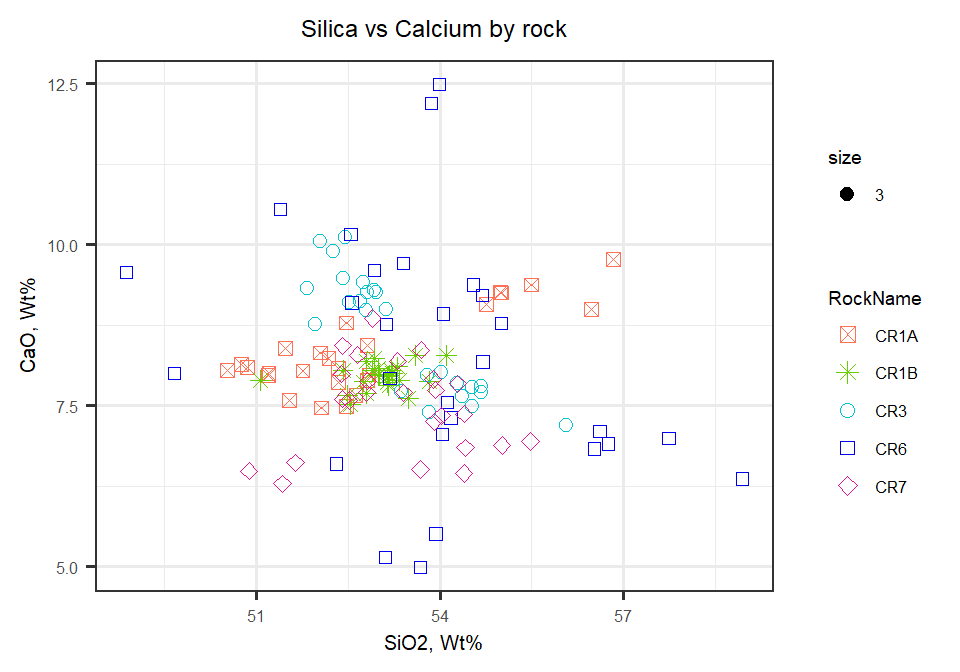 Silica vs Calcium by rock
12.5
10.0
7.5
5.0
CaO, Wt%
51
54
57
SiO2, Wt%
size
3
RockName
CR1A
CR1B
CR3
CR6
CR7